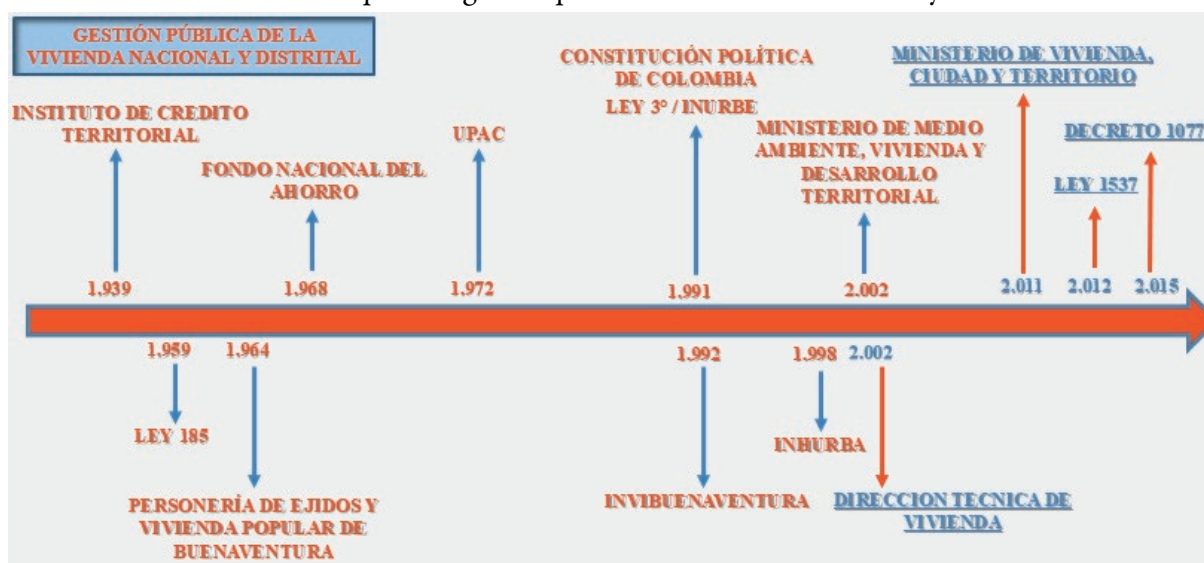 GESTIÓN PÚBLICA DE LA
VIVIENDA NACIONAL Y DISTRITAL
INSTITUTO DE CREDITO
TERRITORIAL
FONDO NACIONAL DEL
AHORRO
UPAC
CONSTITUCIÓN POLÍTICA
DE COLOMBIA
LEY 3° / INURBE
MINISTERIO DE MEDIO
AMBIENTE, VIVIENDA Y
DESARROLLO
TERRITORIAL
MINISTERIO DE VIVIENDA,
CIUDAD Y TERRITORIO
LEY 1537
DECRETO 1077
1.939
1.968
1.972
1.991
2.002
2.011
2.012
2.015
1.959
1.964
1.992
1.998
2.002
LEY 185
PERSONERÍA DE EJIDOS Y
VIVIENDA POPULAR DE
BUENAVENTURA
INVIBUENAVENTURA
INHURBA
DIRECCION TECNICA DE
VIVIENDA